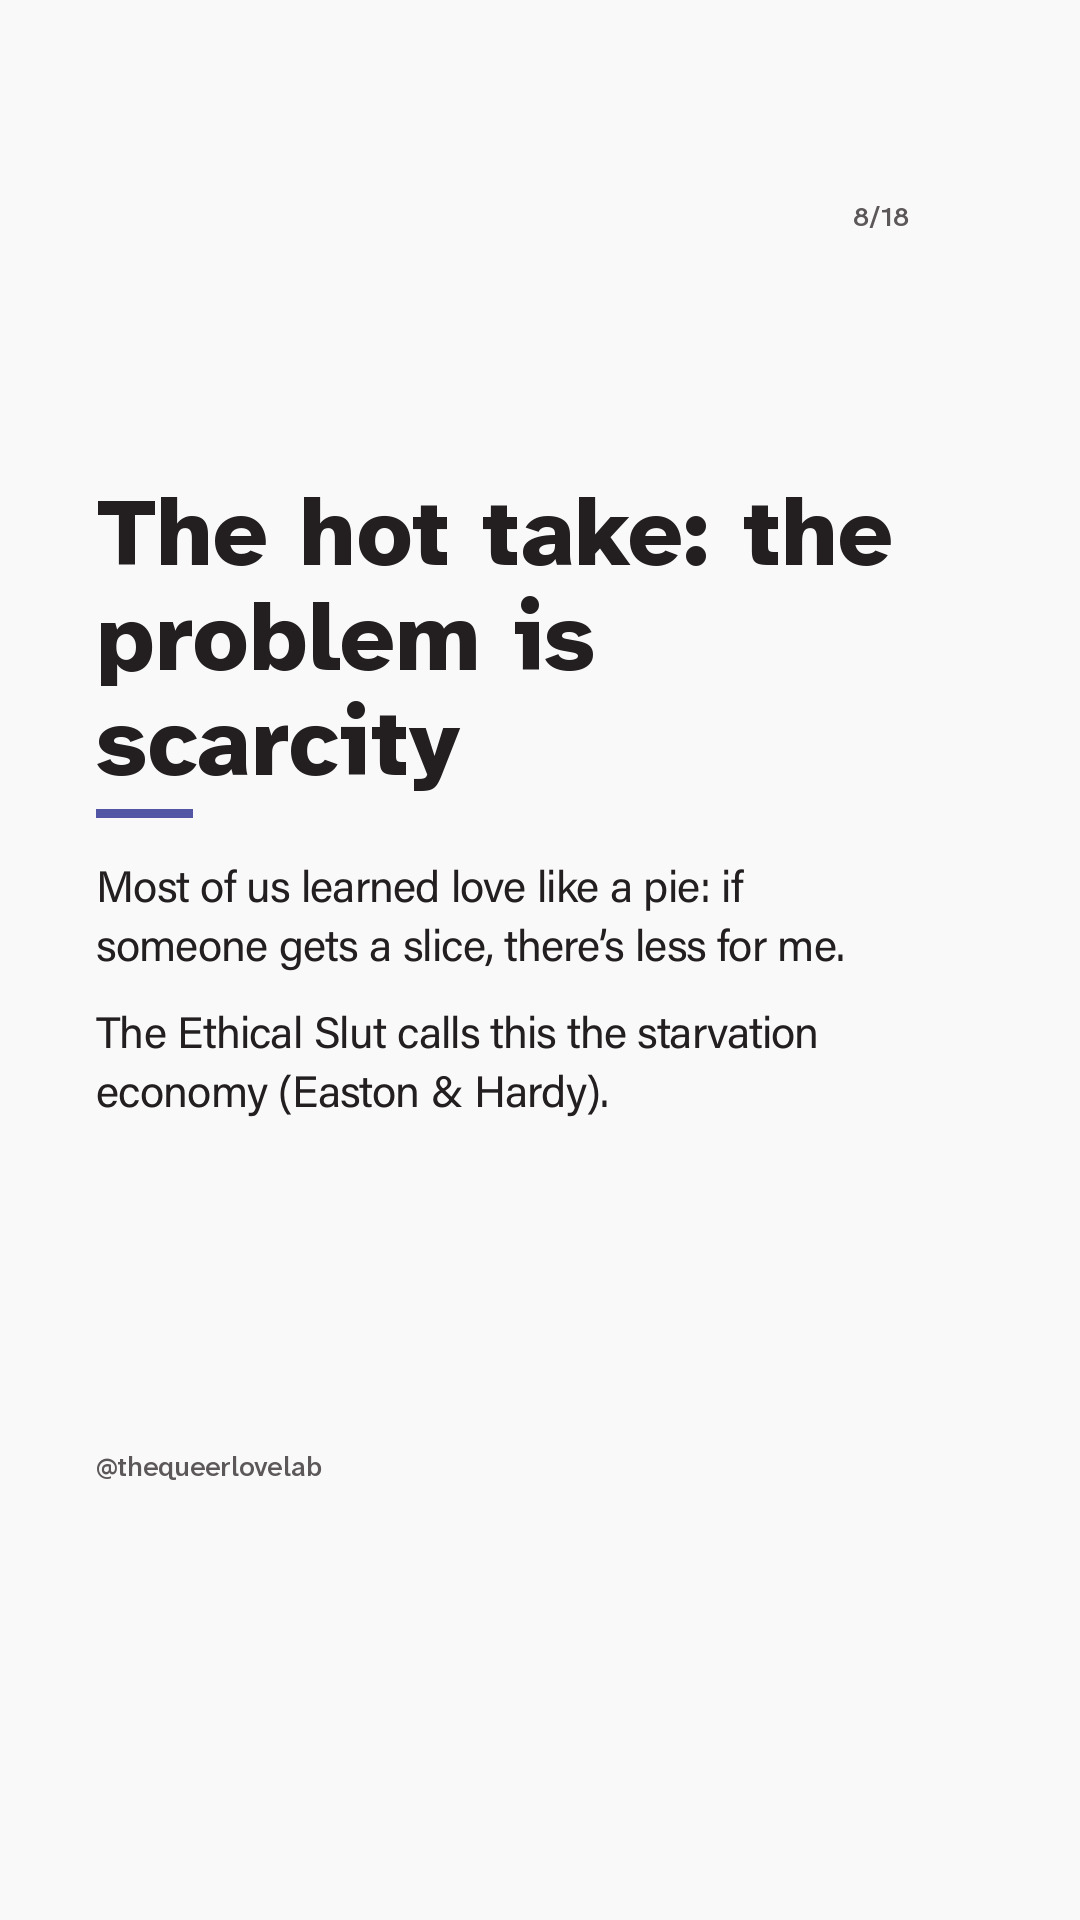 8/18
The hot take: the
problem is
scarcity
Most of us learned love like a pie: if
someone gets a slice, there’s less for me.
The Ethical Slut calls this the starvation
economy (Easton & Hardy).
@thequeerlovelab